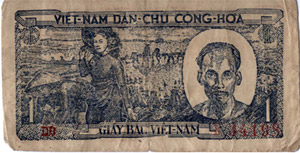 VIỆT-NAM DÂN-CHỦ CỘNG-HÒA
1 1
GIẤY BẠC VIỆT-NAM